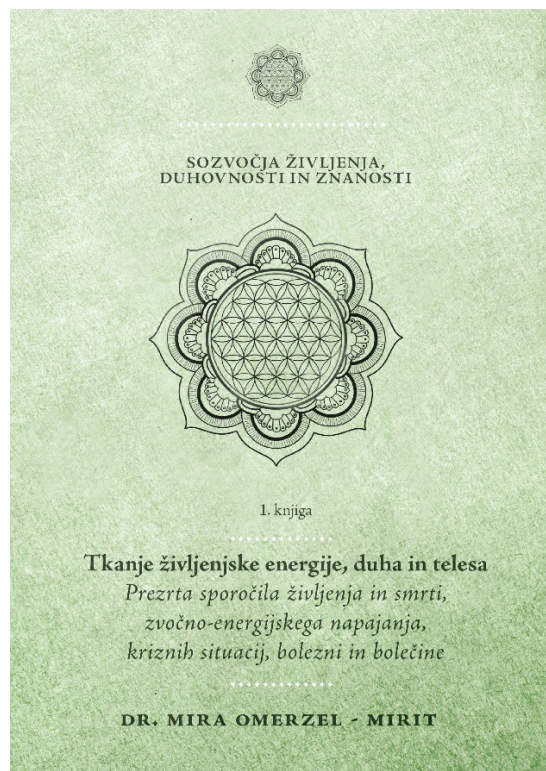 SOZVOČJA ŽIVLJENJA,
DUHOVNOSTI IN ZNANOSTI
1. knjiga
Tkanje življenjske energije, duha in telesa
Prezrta sporočila življenja in smrti,
zvočno-energijskega napajanja,
kriznih situacij, bolezni in bolečine
DR. MIRA OMERZEL - MIRIT